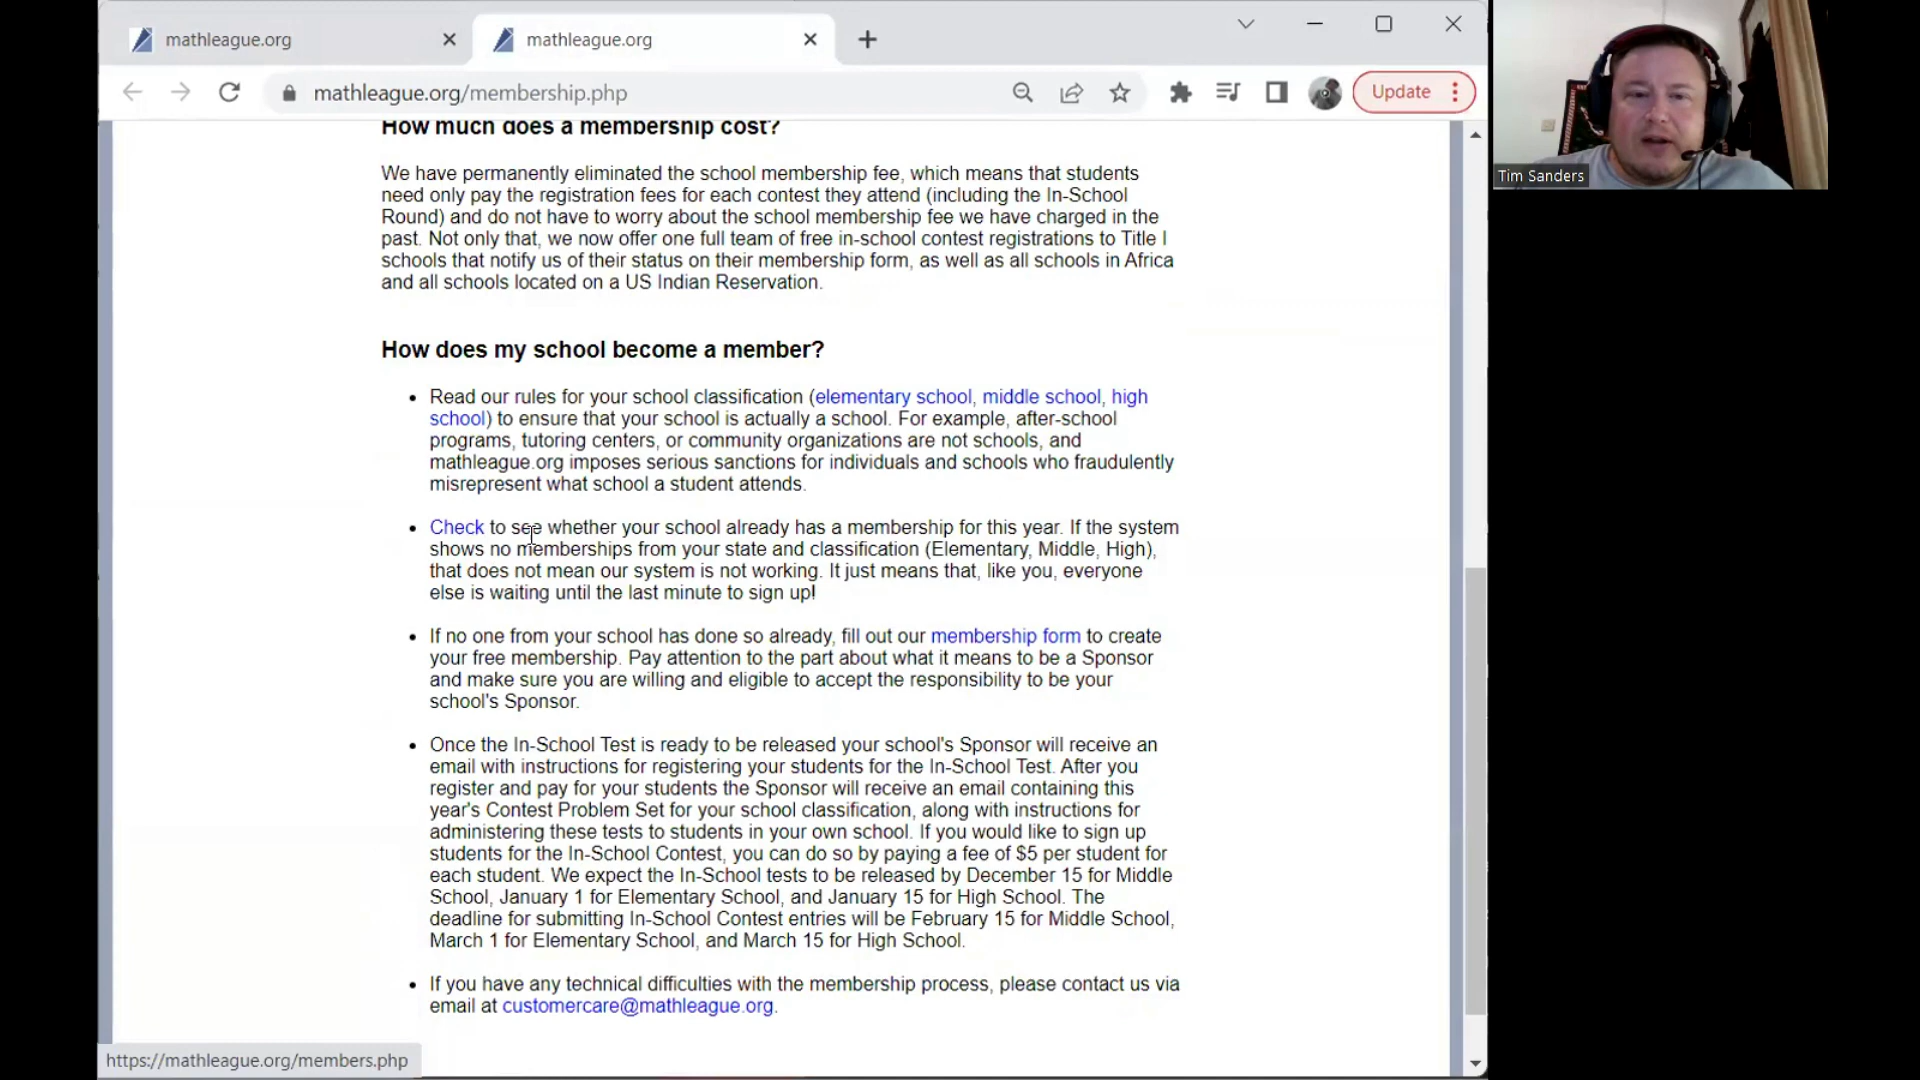 mathleague.org
mathleague.org
mathleague.org/membership.php
Update
Tim Sanders
How much does a membership cost?
We have permanently eliminated the school membership fee, which means that students
need only pay the registration fees for each contest they attend (including the In-School
Round) and do not have to worry about the school membership fee we have charged in the
past. Not only that, we now offer one full team of free in-school contest registrations to Title I
schools that notify us of their status on their membership form, as well as all schools in Africa
and all schools located on a US Indian Reservation.
How does my school become a member?
• Read our rules for your school classification (elementary school, middle school, high
school) to ensure that your school is actually a school. For example, after-school
programs, tutoring centers, or community organizations are not schools, and
mathleague.org imposes serious sanctions for individuals and schools who fraudulently
misrepresent what school a student attends.
• Check to see whether your school already has a membership for this year. If the system
shows no memberships from your state and classification (Elementary, Middle, High),
that does not mean our system is not working. It just means that, like you, everyone
else is waiting until the last minute to sign up!
• If no one from your school has done so already, fill out our membership form to create
your free membership. Pay attention to the part about what it means to be a Sponsor
and make sure you are willing and eligible to accept the responsibility to be your
school's Sponsor.
• Once the In-School Test is ready to be released your school's Sponsor will receive an
email with instructions for registering your students for the In-School Test. After you
register and pay for your students the Sponsor will receive an email containing this
year's Contest Problem Set for your school classification, along with instructions for
administering these tests to students in your own school. If you would like to sign up
students for the In-School Contest, you can do so by paying a fee of $5 per student for
each student. We expect the In-School tests to be released by December 15 for Middle
School, January 1 for Elementary School, and January 15 for High School. The
deadline for submitting In-School Contest entries will be February 15 for Middle School,
March 1 for Elementary School, and March 15 for High School.
• If you have any technical difficulties with the membership process, please contact us via
email at customercare@mathleague.org.
https://mathleague.org/members.php